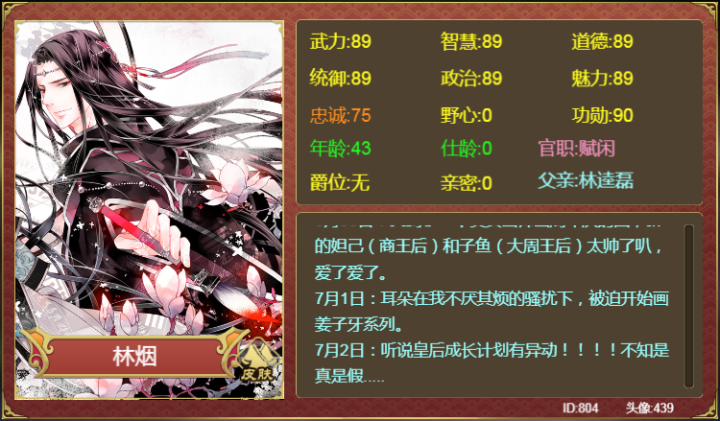 武力:89 智慧:89 道德:89
统御:89 政治:89 魅力:89
忠诚:75 野心:0 功勋:90
年龄:43 仕龄:0 官职:赋闲
爵位:无 亲密:0 父亲:林逵磊
的妲己（商王后）和子鱼（大周王后）太帅了叭，
爱了爱了。
7月1日：耳朵在我不厌其烦的骚扰下，被迫开始画
姜子牙系列。
7月2日：听说皇后成长计划有异动！！！！不知是
真是假.....
林烟
皮肤
ID:804 头像:439